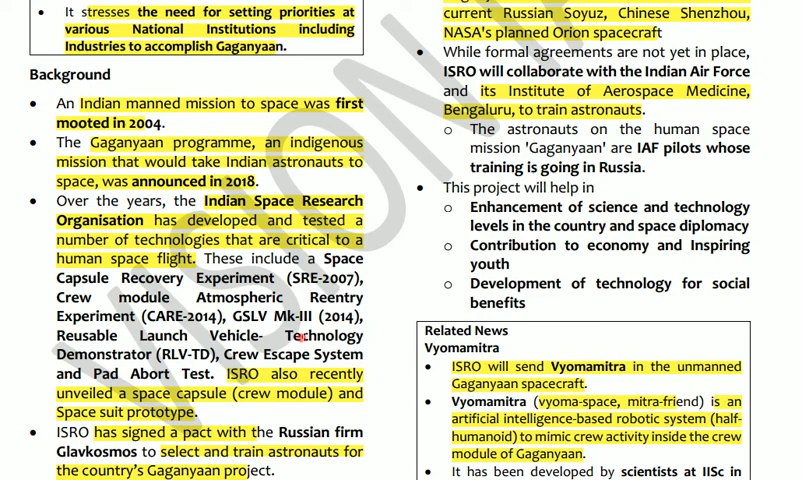 • It stresses the need for setting priorities at
various National Institutions including
Industries to accomplish Gaganyaan.
Background
• An Indian manned mission to space was first
mooted in 2004.
• The Gaganyaan programme, an indigenous
mission that would take Indian astronauts to
space, was announced in 2018.
• Over the years, the Indian Space Research
Organisation has developed and tested a
number of technologies that are critical to a
human space flight. These include a Space
Capsule Recovery Experiment (SRE-2007),
Crew module Atmospheric Reentry
Experiment (CARE-2014), GSLV Mk-III (2014),
Reusable Launch Vehicle- Technology
Demonstrator (RLV-TD), Crew Escape System
and Pad Abort Test. ISRO also recently
unveiled a space capsule (crew module) and
Space suit prototype.
• ISRO has signed a pact with the Russian firm
Glavkosmos to select and train astronauts for
the country's Gaganyaan project.
current Russian Soyuz, Chinese Shenzhou,
NASA's planned Orion spacecraft
• While formal agreements are not yet in place,
ISRO will collaborate with the Indian Air Force
and its Institute of Aerospace Medicine,
Bengaluru, to train astronauts.
o The astronauts on the human space
mission 'Gaganyaan' are IAF pilots whose
training is going in Russia.
• This project will help in
o Enhancement of science and technology
levels in the country and space diplomacy
o Contribution to economy and Inspiring
youth
o Development of technology for social
benefits
Related News
Vyomamitra
• ISRO will send Vyomamitra in the unmanned
Gaganyaan spacecraft.
• Vyomamitra (vyoma-space, mitra-friend) is an
artificial intelligence-based robotic system (half-
humanoid) to mimic crew activity inside the crew
module of Gaganyaan.
• It has been developed by scientists at IISc in
VISION IA